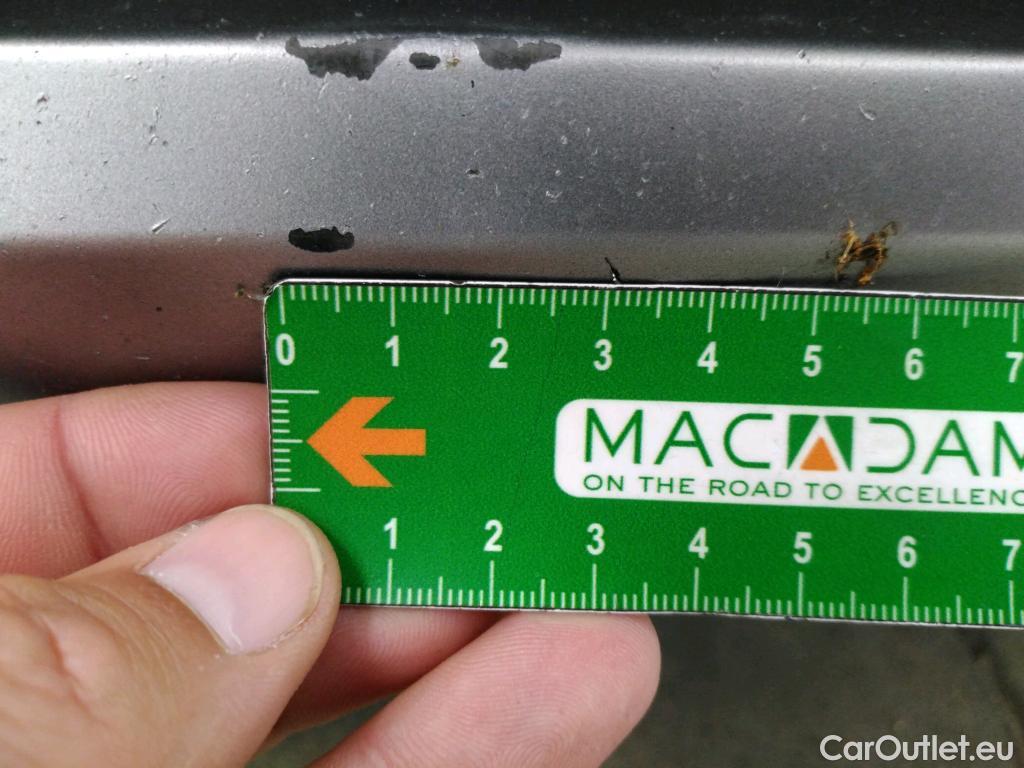 0 1 2 3 4 5 6 7
MACADAM
ON THE ROAD TO EXCELLENC
1 2 3 4 5 6 7
CarOutlet.eu